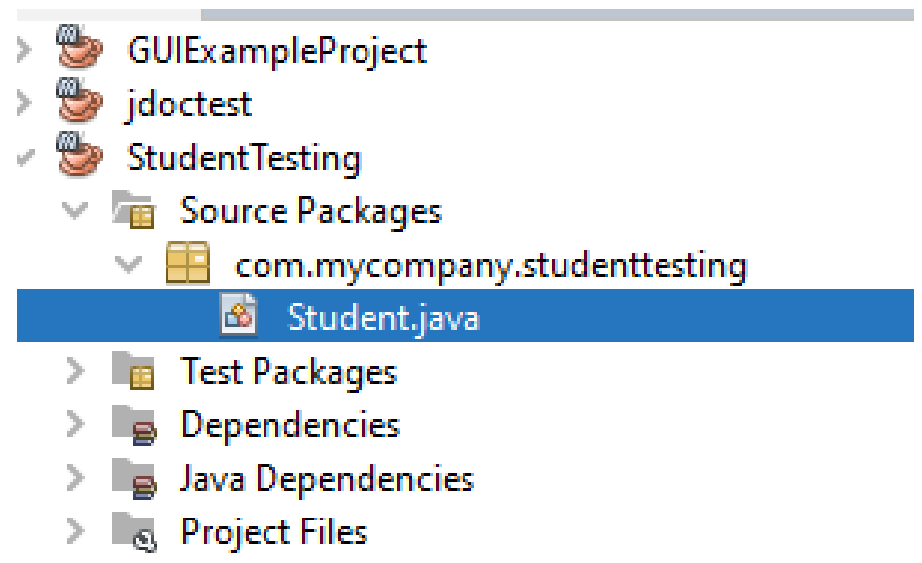 GUIExampleProject
jdoctest
StudentTesting
Source Packages
com.mycompany.studenttesting
Student.java
Test Packages
Dependencies
Java Dependencies
Project Files